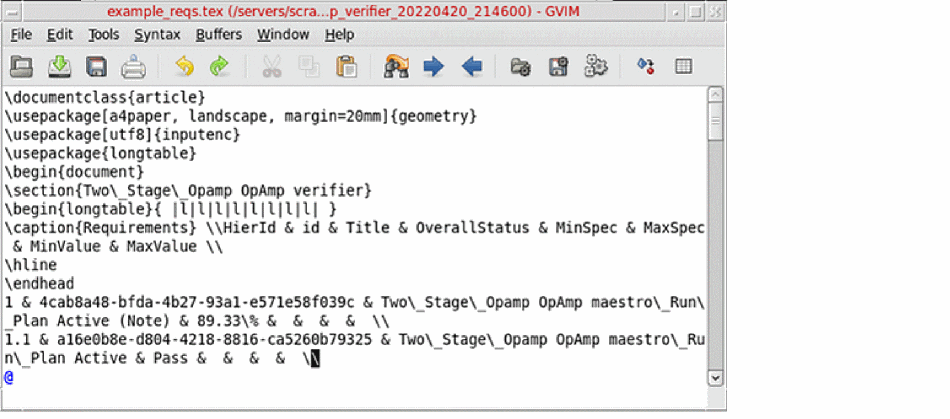 example_reqs.tex (/servers/scra...p_verifier_20220420_214600) - GVIM
File Edit Tools Syntax Buffers Window Help
\documentclass{article}
\usepackage[a4paper, landscape, margin=20mm]{geometry}
\usepackage[utf8]{inputenc}
\usepackage{longtable}
\begin{document}
\section{Two\_Stage\_Opamp OpAmp verifier}
\begin{longtable}{ |l|l|l|l|l|l|l|l| }
\caption{Requirements} \\HierId & id & Title & OverallStatus & MinSpec & MaxSpec
 & MinValue & MaxValue \\
\hline
\endhead
1 & 4cab8a48-bfda-4b27-93a1-e571e58f039c & Two\_Stage\_Opamp OpAmp maestro\_Run\
_Plan Active (Note) & 89.33\% &  &  &  &  \\
1.1 & a16e0b8e-d804-4218-8816-ca5260b79325 & Two\_Stage\_Opamp OpAmp maestro\_Ru
n\_Plan Active & Pass &  &  &  &  \\
@